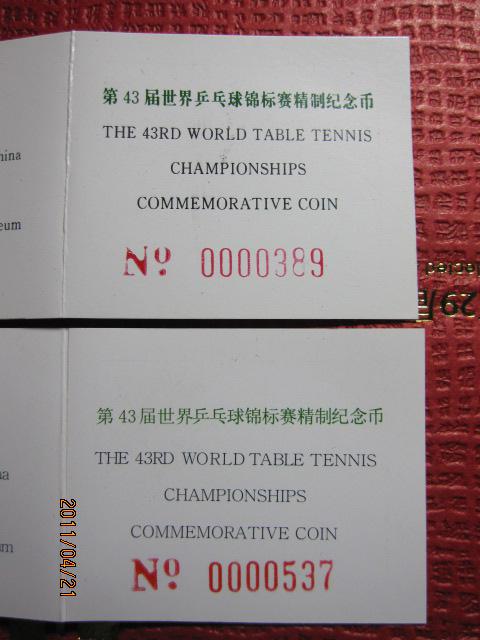 第43届世界乒乓球锦标赛精制纪念币
THE 43RD WORLD TABLE TENNIS
CHAMPIONSHIPS
COMMEMORATIVE COIN
Nº 0000389
第43届世界乒乓球锦标赛精制纪念币
THE 43RD WORLD TABLE TENNIS
CHAMPIONSHIPS
COMMEMORATIVE COIN
Nº 0000537
2011/04/21